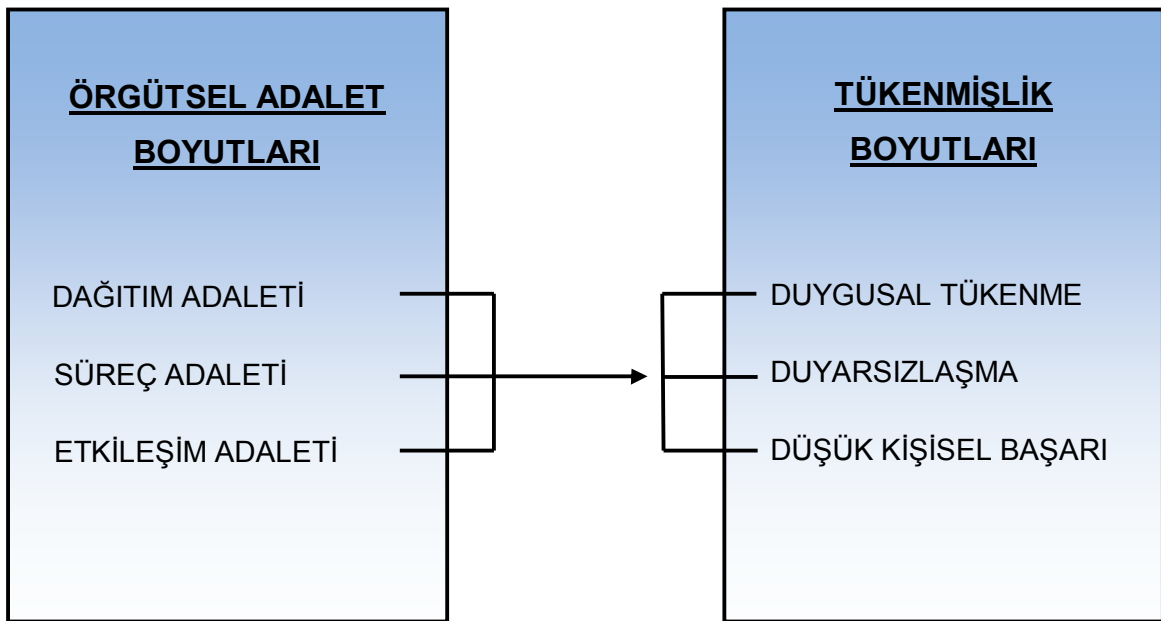 ÖRGÜTSEL ADALET
BOYUTLARI
DAĞITIM ADALETİ
SÜREÇ ADALETİ
ETKİLEŞİM ADALETİ
TÜKENMİŞLİK
BOYUTLARI
DUYGUSAL TÜKENME
DUYARSIZLAŞMA
DÜŞÜK KİŞİSEL BAŞARI